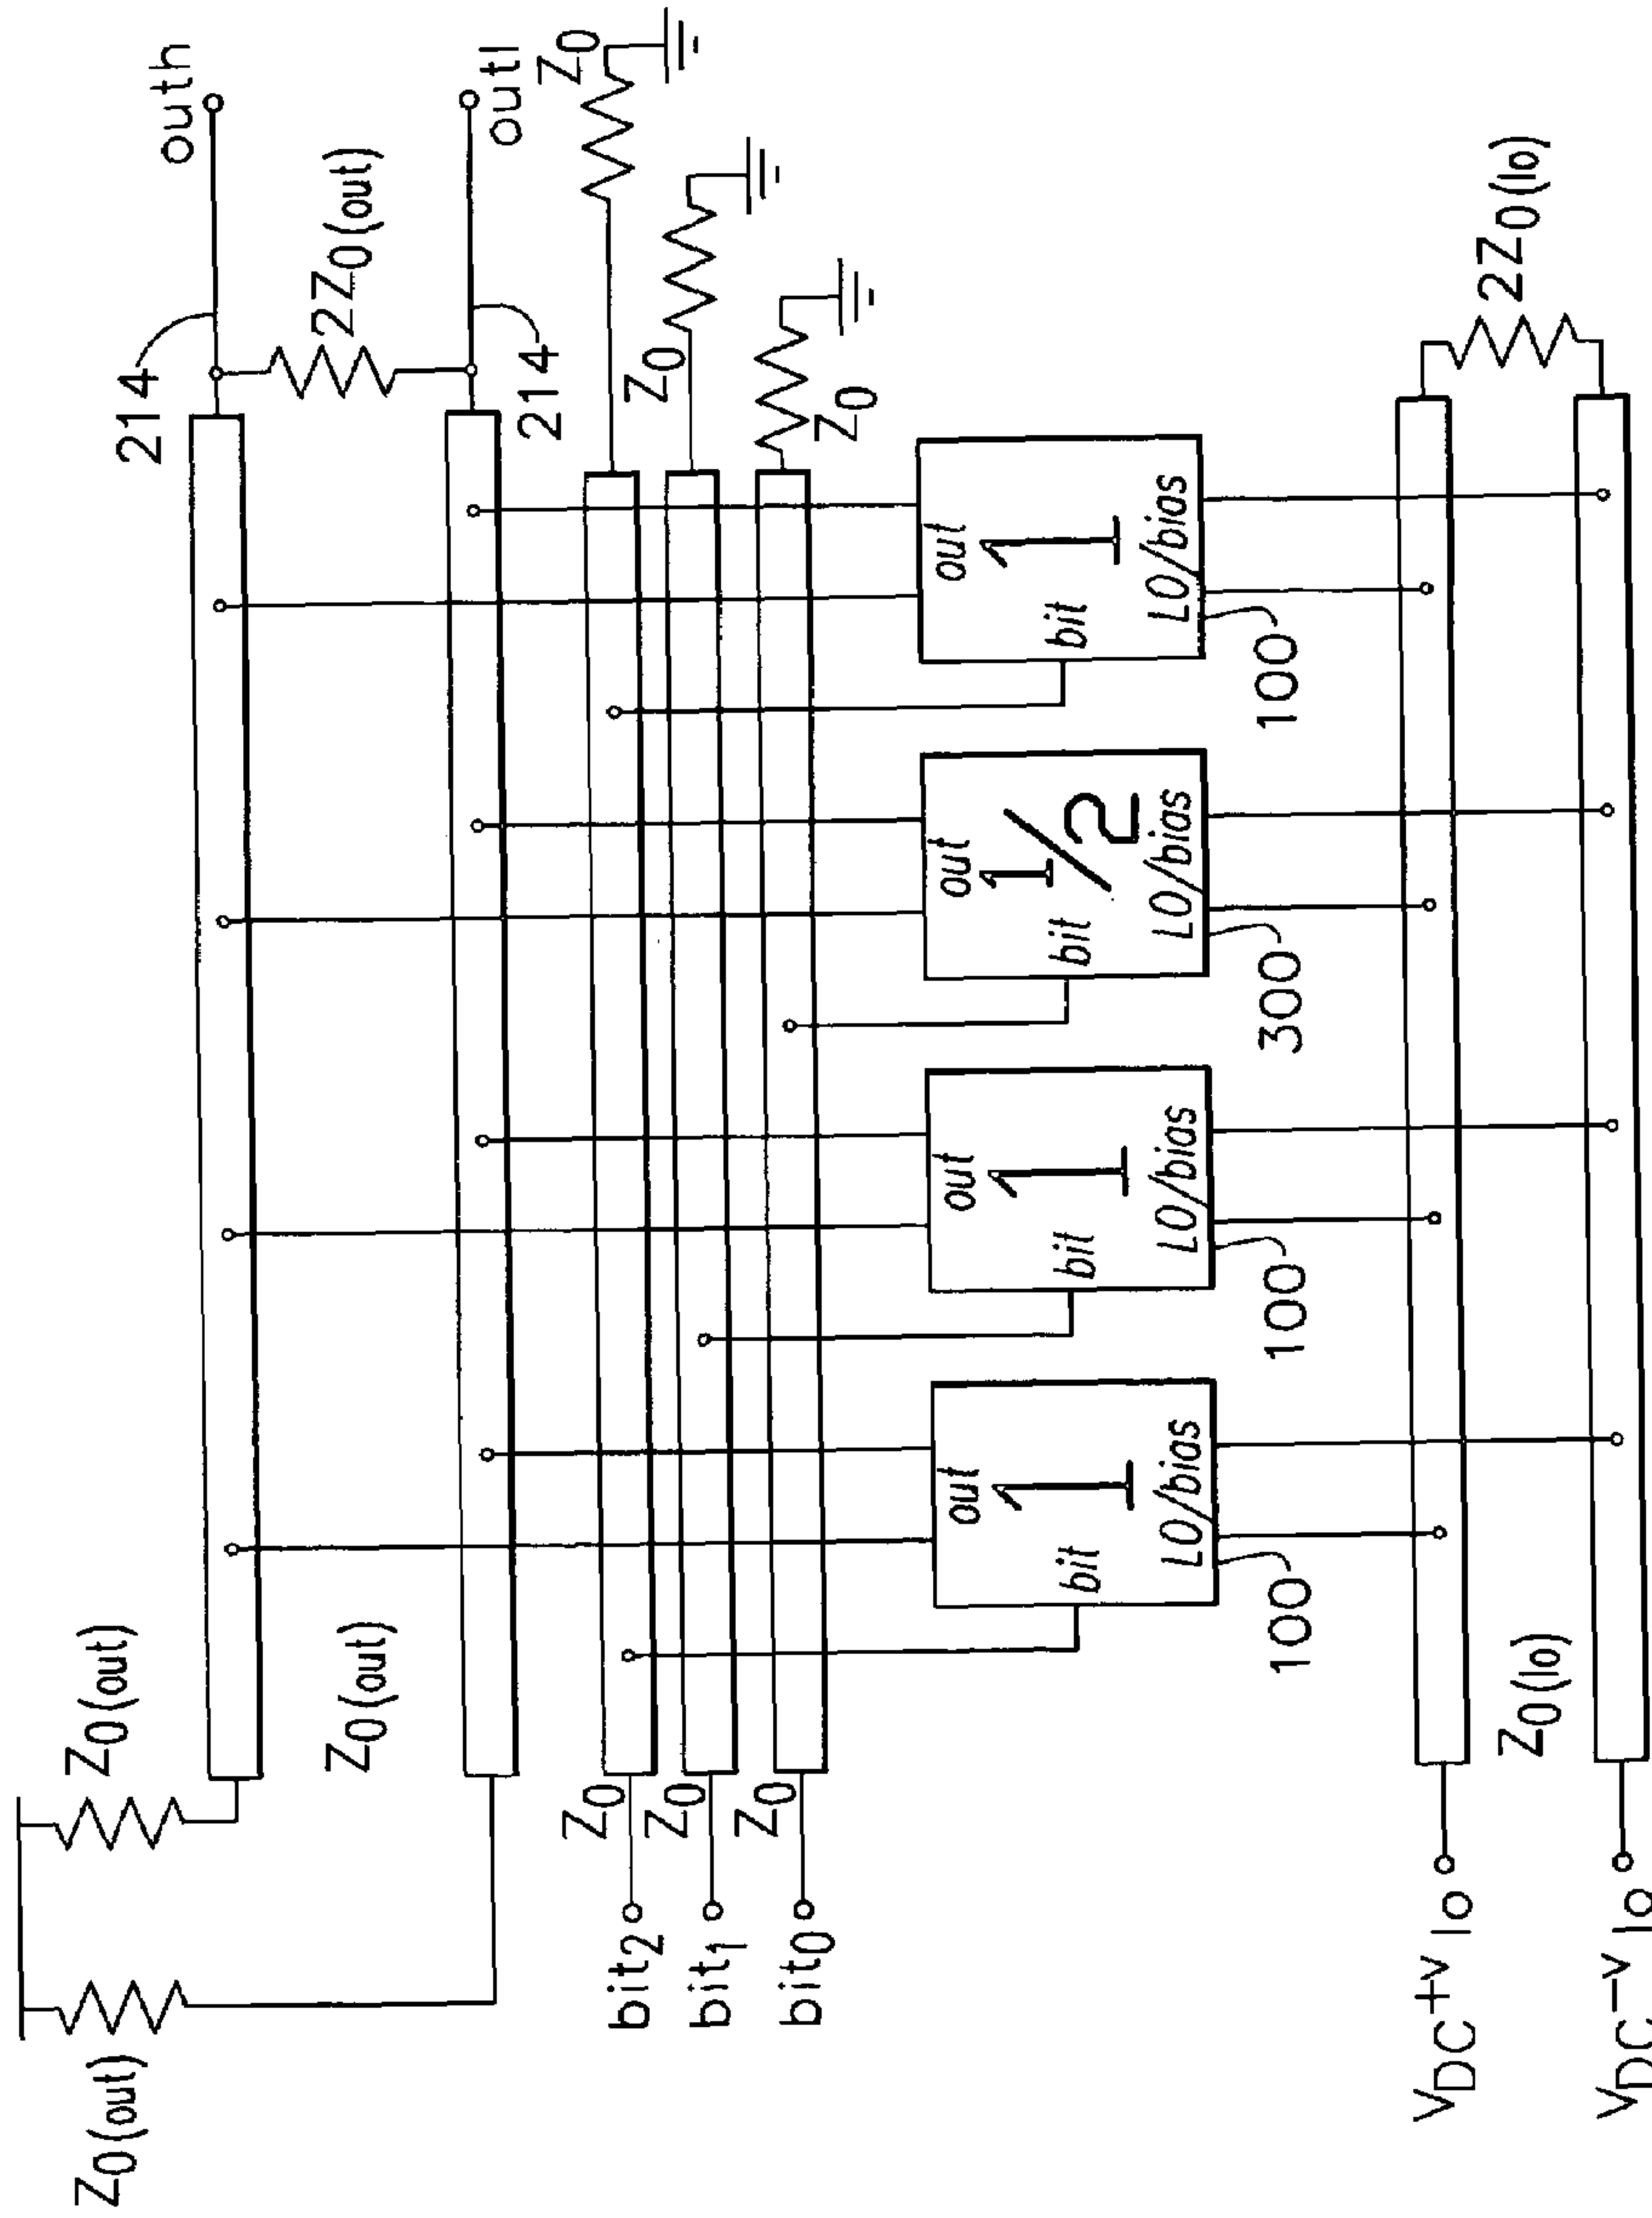 Z0(out)
Z0(out)
Z0(out)
214
outh
2Z0(out)
214
outl
bit2
Z0
Z0
bit1
Z0
Z0
bit0
Z0
Z0
out
1
bit
LO/bias
100
out
1
bit
LO/bias
100
out
1/2
bit
LO/bias
300
out
1
bit
LO/bias
100
VDC+vlo
Z0(lo)
2Z0(lo)
VDC-vlo